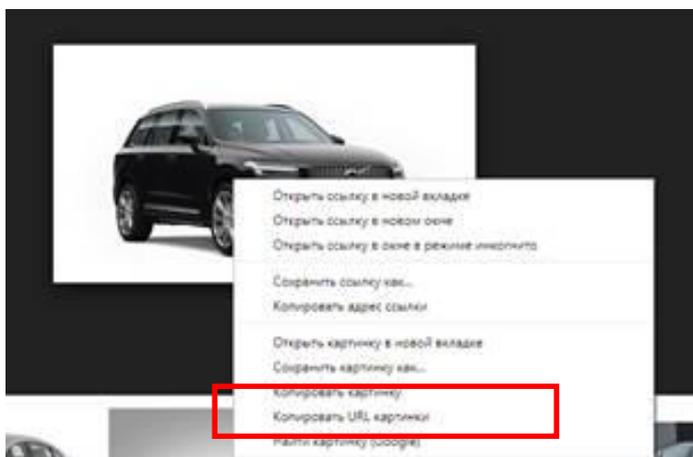 Открыть ссылку в новой вкладке
Открыть ссылку в новом окне
Открыть ссылку в окне в режиме инкогнито
Сохранить ссылку как...
Копировать адрес ссылки
Открыть картинку в новой вкладке
Сохранить картинку как...
Копировать картинку
Копировать URL картинки
Найти картинку (Google)